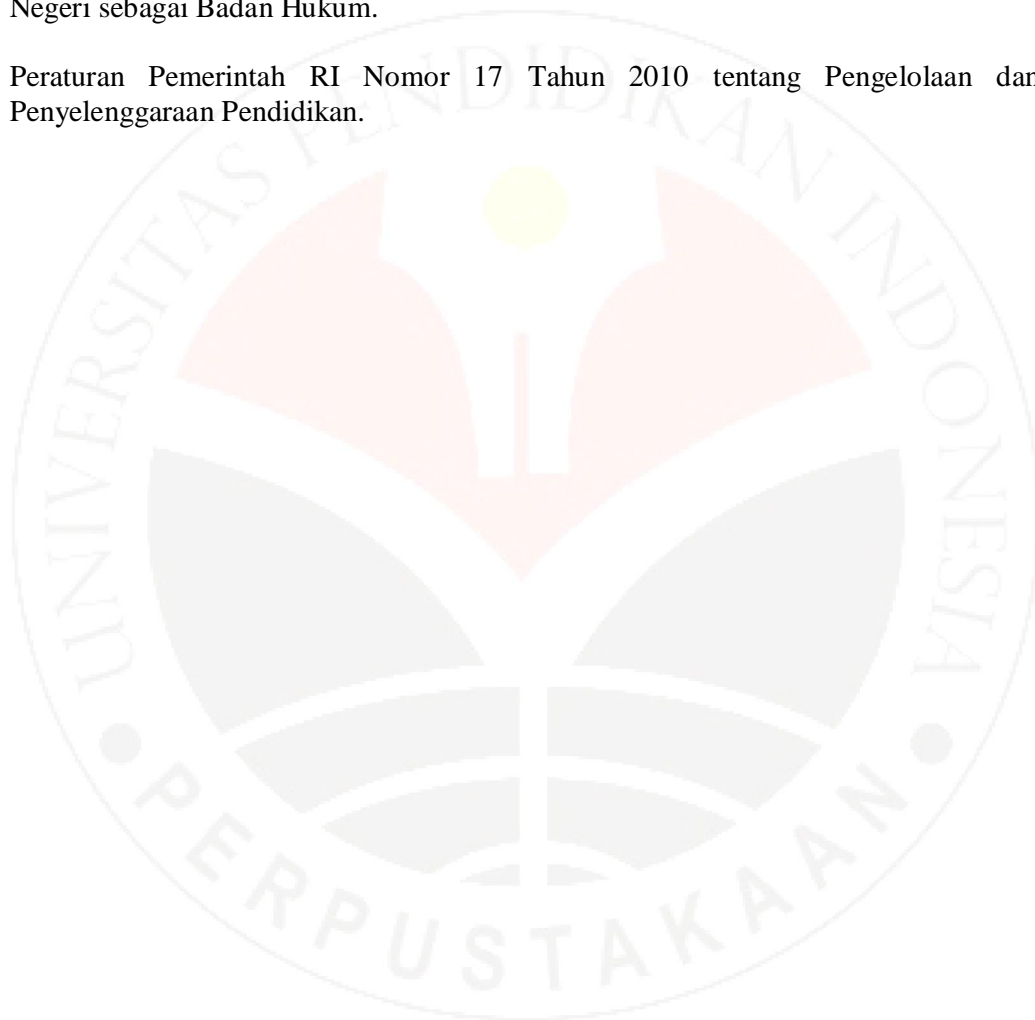 Negeri sebagai Badan Hukum.
Peraturan Pemerintah RI Nomor 17 Tahun 2010 tentang Pengelolaan dan
Penyelenggaraan Pendidikan.
UNIVERSITAS PENDIDIKAN INDONESIA
PERPUSTAKAAN